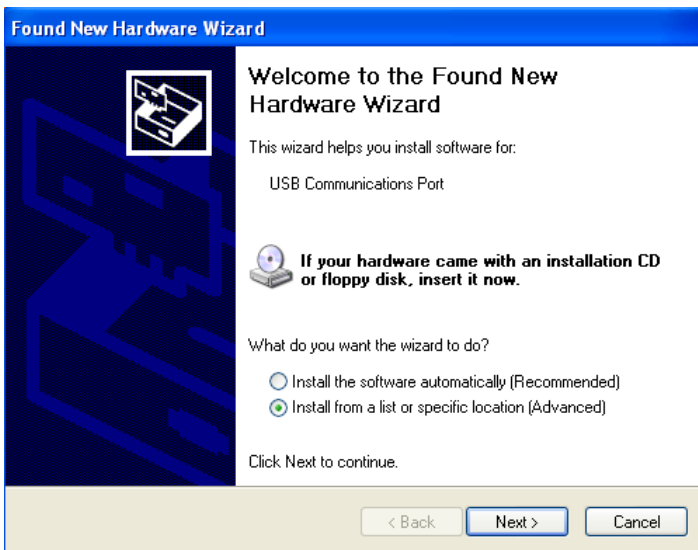 Found New Hardware Wizard
Welcome to the Found New
Hardware Wizard
This wizard helps you install software for:
USB Communications Port
If your hardware came with an installation CD
or floppy disk, insert it now.
What do you want the wizard to do?
Install the software automatically (Recommended)
Install from a list or specific location (Advanced)
Click Next to continue.
< Back Next > Cancel